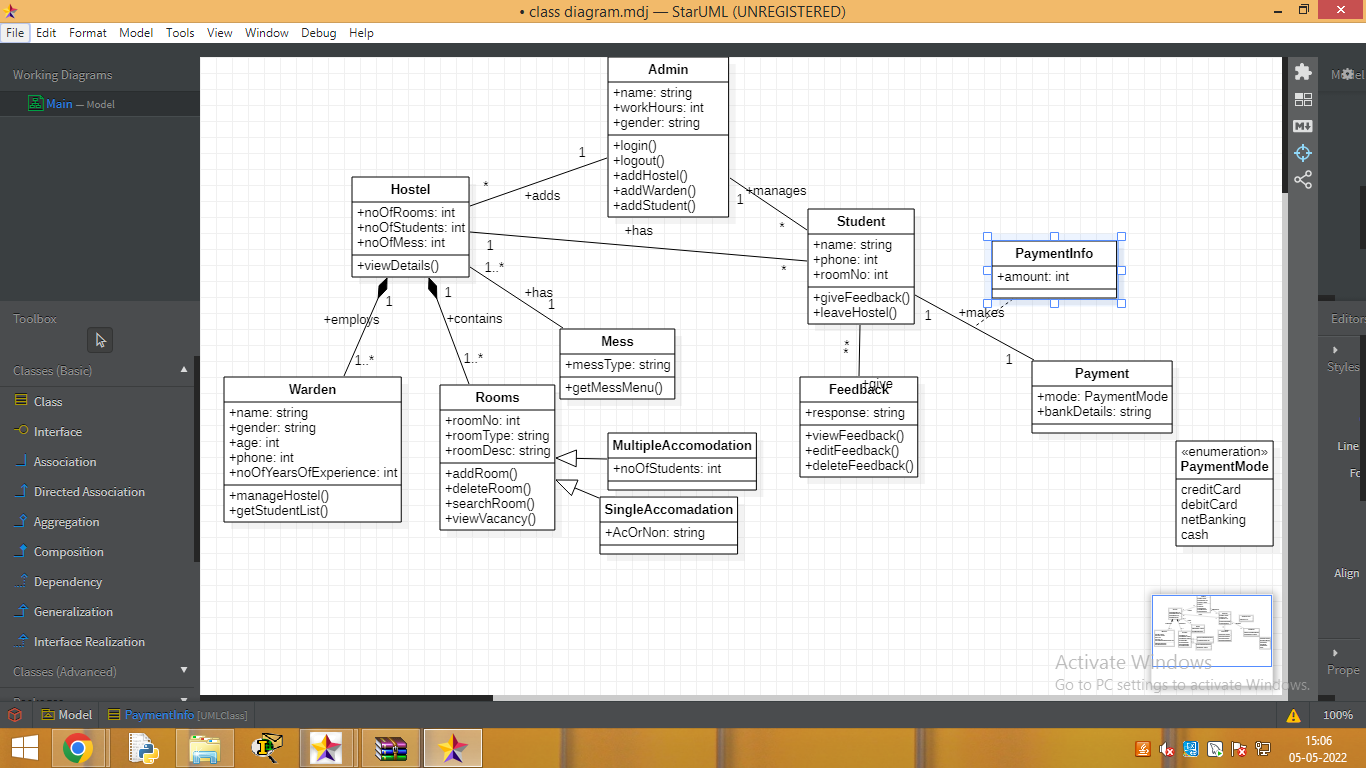 • class diagram.mdj — StarUML (UNREGISTERED)
File Edit Format Model Tools View Window Debug Help
Working Diagrams
Main — Model
Toolbox
Classes (Basic)
Class
Interface
Association
Directed Association
Aggregation
Composition
Dependency
Generalization
Interface Realization
Classes (Advanced)
Admin
+name: string
+workHours: int
+gender: string
+login()
+logout()
+addHostel()
+addWarden()
+addStudent()
1
*
+adds
Hostel
+noOfRooms: int
+noOfStudents: int
+noOfMess: int
+viewDetails()
+manages
1
*
+has
1
*
Student
+name: string
+phone: int
+roomNo: int
+giveFeedback()
+leaveHostel()
PaymentInfo
+amount: int
1..*
+has
1
1
+employs
1..*
1
+contains
1..*
Mess
+messType: string
+getMessMenu()
+makes
1
1
*
*
+give
Warden
+name: string
+gender: string
+age: int
+phone: int
+noOfYearsOfExperience: int
+manageHostel()
+getStudentList()
Rooms
+roomNo: int
+roomType: string
+roomDesc: string
+addRoom()
+deleteRoom()
+searchRoom()
+viewVacancy()
MultipleAccomodation
+noOfStudents: int
SingleAccomadation
+AcOrNon: string
Feedback
+response: string
+viewFeedback()
+editFeedback()
+deleteFeedback()
Payment
+mode: PaymentMode
+bankDetails: string
«enumeration»
PaymentMode
creditCard
debitCard
netBanking
cash
M↓
Editors
Styles
Line
Align
Prope
Activate Windows
Go to PC settings to activate Windows.
Model PaymentInfo [UMLClass]
100%
15:06
05-05-2022